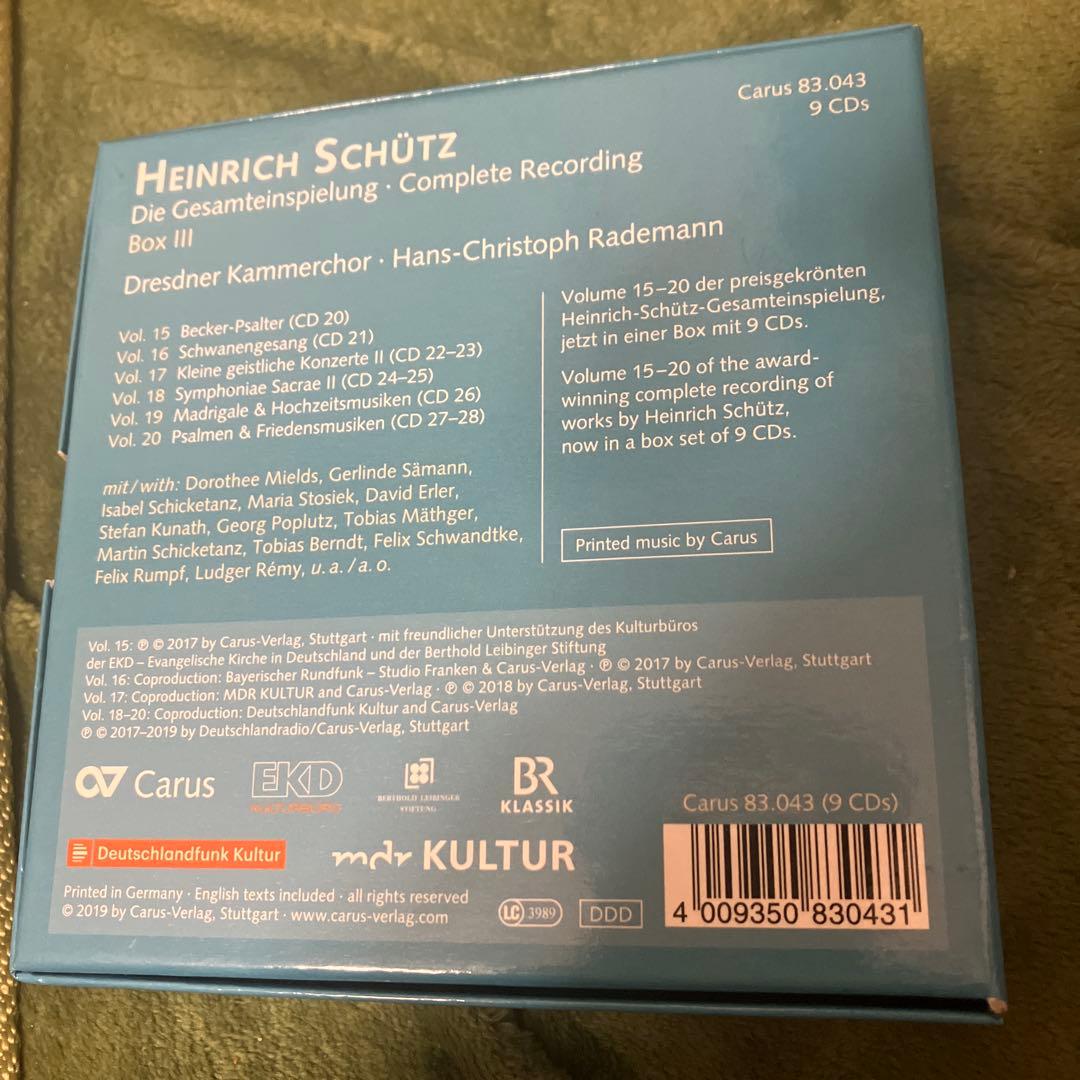 Carus 83.043
9 CDs
HEINRICH SCHÜTZ
Die Gesamteinspielung · Complete Recording
Box III
Dresdner Kammerchor · Hans-Christoph Rademann
Vol. 15 Becker-Psalter (CD 20)
Vol. 16 Schwanengesang (CD 21)
Vol. 17 Kleine geistliche Konzerte II (CD 22–23)
Vol. 18 Symphoniae Sacrae II (CD 24–25)
Vol. 19 Madrigale & Hochzeitsmusiken (CD 26)
Vol. 20 Psalmen & Friedensmusiken (CD 27–28)
mit/with: Dorothee Mields, Gerlinde Sämann,
Isabel Schicketanz, Maria Stosiek, David Erler,
Stefan Kunath, Georg Poplutz, Tobias Mäthger,
Martin Schicketanz, Tobias Berndt, Felix Schwandtke,
Felix Rumpf, Ludger Rémy, u. a. / a. o.
Volume 15–20 der preisgekrönten
Heinrich-Schütz-Gesamteinspielung,
jetzt in einer Box mit 9 CDs.
Volume 15–20 of the award-
winning complete recording of
works by Heinrich Schütz,
now in a box set of 9 CDs.
Printed music by Carus
Vol. 15: ℗ © 2017 by Carus-Verlag, Stuttgart · mit freundlicher Unterstützung des Kulturbüros
der EKD – Evangelische Kirche in Deutschland und der Berthold Leibinger Stiftung
Vol. 16: Coproduction: Bayerischer Rundfunk – Studio Franken & Carus-Verlag · ℗ © 2017 by Carus-Verlag, Stuttgart
Vol. 17: Coproduction: MDR KULTUR and Carus-Verlag · ℗ © 2018 by Carus-Verlag, Stuttgart
Vol. 18–20: Coproduction: Deutschlandfunk Kultur and Carus-Verlag
℗ © 2017–2019 by Deutschlandradio/Carus-Verlag, Stuttgart
Carus
EKD
KULTURBÜRO
BERTHOLD LEIBINGER
STIFTUNG
BR
KLASSIK
Deutschlandfunk Kultur
mdr KULTUR
Printed in Germany · English texts included · all rights reserved
© 2019 by Carus-Verlag, Stuttgart · www.carus-verlag.com
LC 3989
DDD
Carus 83.043 (9 CDs)
4 009350 830431